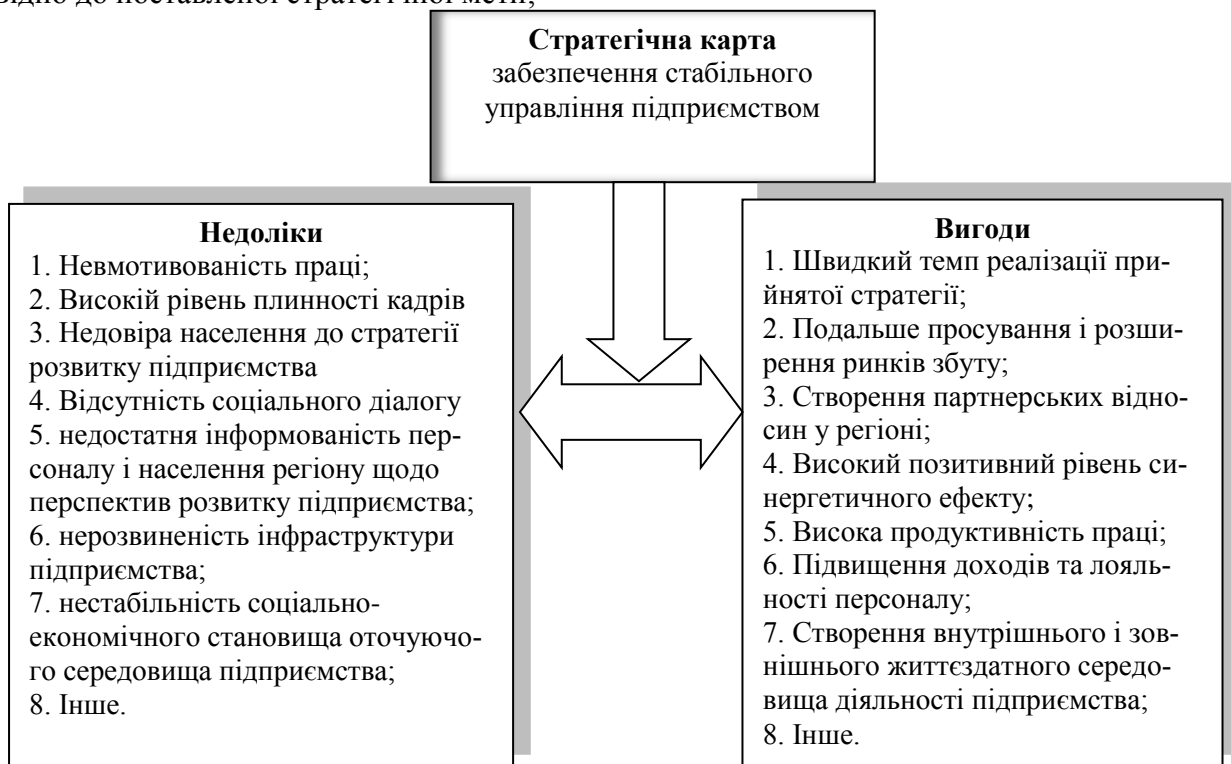 відно до поставленої стратегічної мети;
Стратегічна карта
забезпечення стабільного
управління підприємством
Недоліки
1. Невмотивованість праці;
2. Високій рівень плинності кадрів
3. Недовіра населення до стратегії
розвитку підприємства
4. Відсутність соціального діалогу
5. недостатня інформованість пер-
соналу і населення регіону щодо
перспектив розвитку підприємства;
6. нерозвиненість інфраструктури
підприємства;
7. нестабільність соціально-
економічного становища оточуючо-
го середовища підприємства;
8. Інше.
Вигоди
1. Швидкий темп реалізації при-
йнятої стратегії;
2. Подальше просування і розши-
рення ринків збуту;
3. Створення партнерських відно-
син у регіоні;
4. Високий позитивний рівень си-
нергетичного ефекту;
5. Висока продуктивність праці;
6. Підвищення доходів та лояль-
ності персоналу;
7. Створення внутрішнього і зов-
нішнього життєздатного середо-
вища діяльності підприємства;
8. Інше.